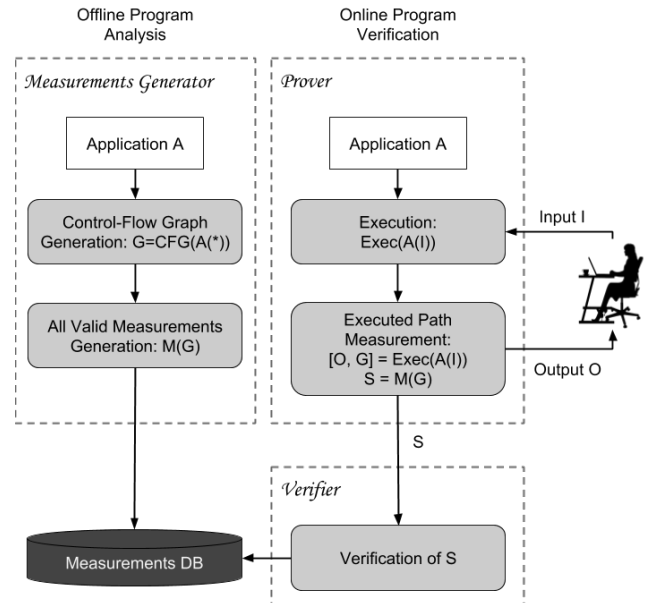 Offline Program
Analysis
Online Program
Verification
Measurements Generator
Application A
Control-Flow Graph
Generation: G=CFG(A(*))
All Valid Measurements
Generation: M(G)
Measurements DB
Prover
Application A
Execution:
Exec(A(I))
Executed Path
Measurement:
[O, G] = Exec(A(I))
S = M(G)
Input I
Output O
S
Verifier
Verification of S